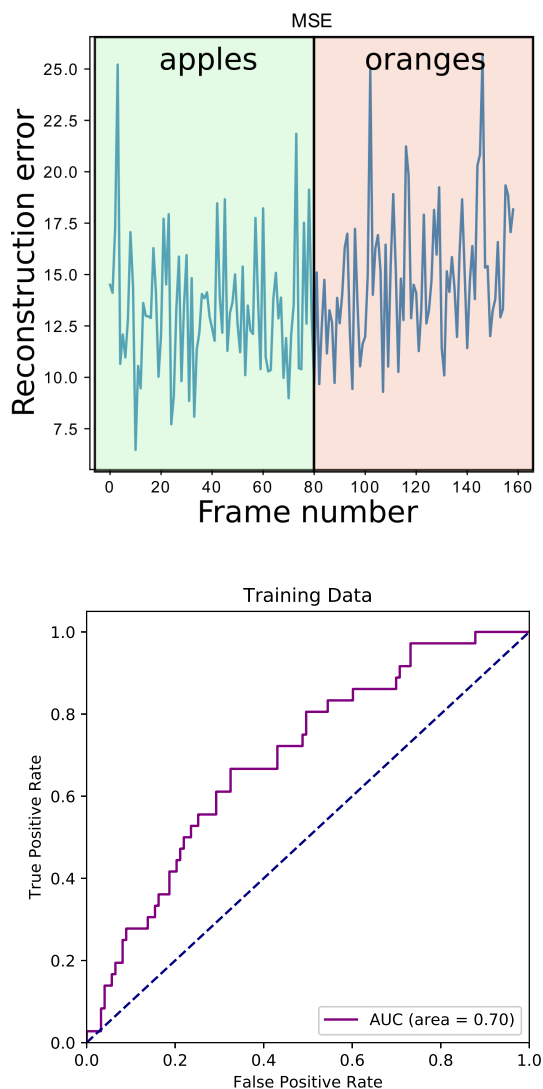 MSE
apples
oranges
Reconstruction error
25.0
22.5
20.0
17.5
15.0
12.5
10.0
7.5
0 20 40 60 80 100 120 140 160
Frame number
Training Data
True Positive Rate
1.0
0.8
0.6
0.4
0.2
0.0
AUC (area = 0.70)
0.0 0.2 0.4 0.6 0.8 1.0
False Positive Rate